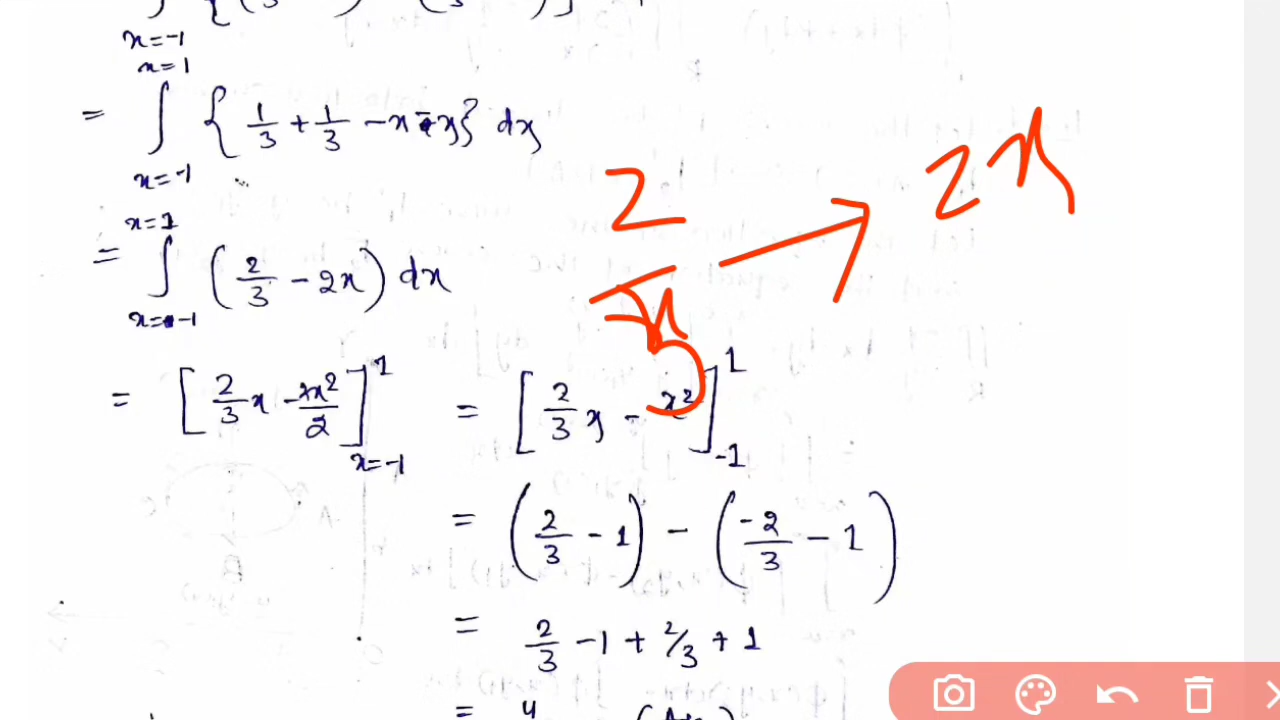 x=-1
x=1
= ∫ { 1/3 + 1/3 - x - x } dx
x=-1
x=1
= ∫ ( 2/3 - 2x ) dx
x=-1
2 → 2x
x
= [ 2/3 x - 2x²/2 ]¹ₓ₌₋₁ = [ 2/3 x - x² ]¹₋₁
= ( 2/3 - 1 ) - ( -2/3 - 1 )
= 2/3 - 1 + 2/3 + 1
= 4